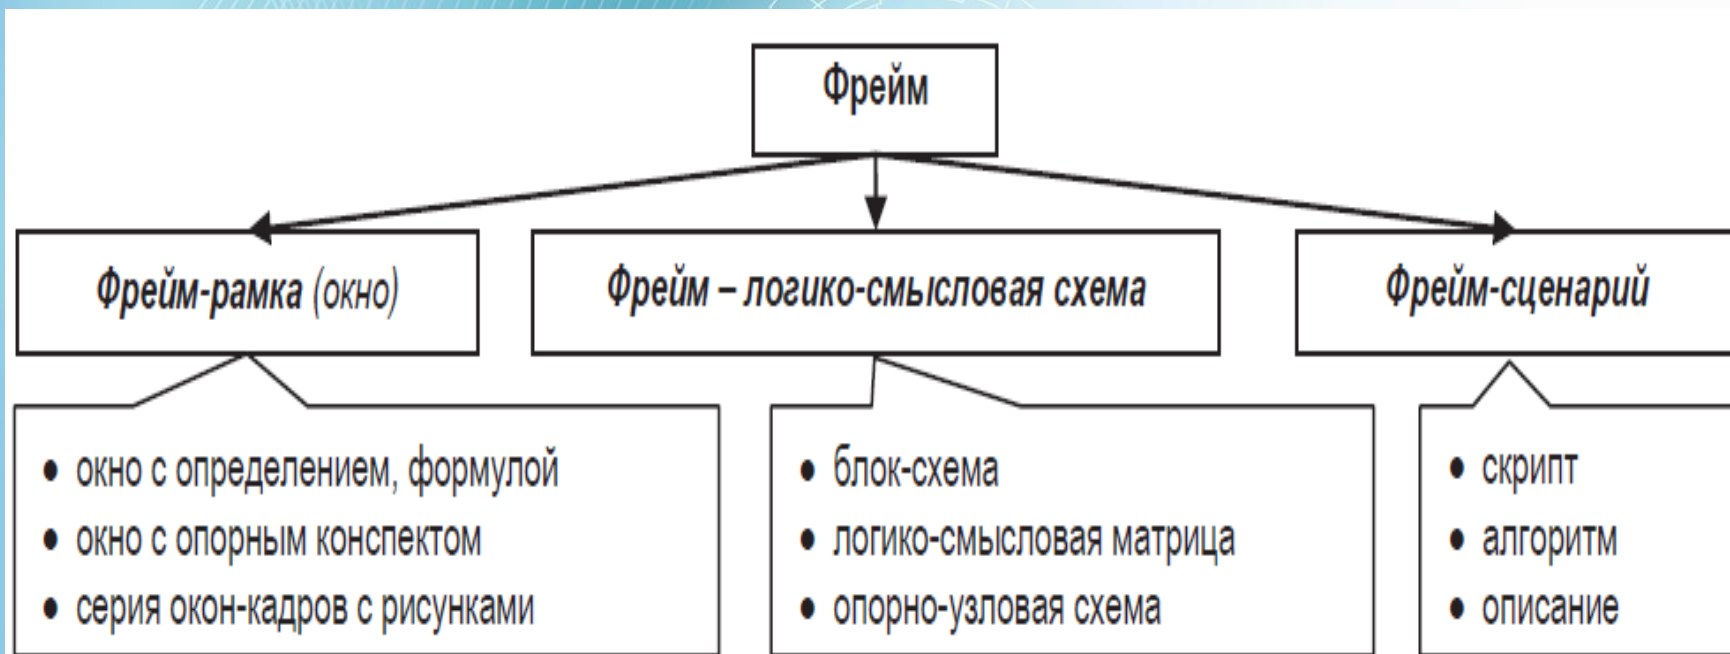 Фрейм
Фрейм-рамка (окно)
Фрейм – логико-смысловая схема
Фрейм-сценарий
● окно с определением, формулой
● окно с опорным конспектом
● серия окон-кадров с рисунками
● блок-схема
● логико-смысловая матрица
● опорно-узловая схема
● скрипт
● алгоритм
● описание